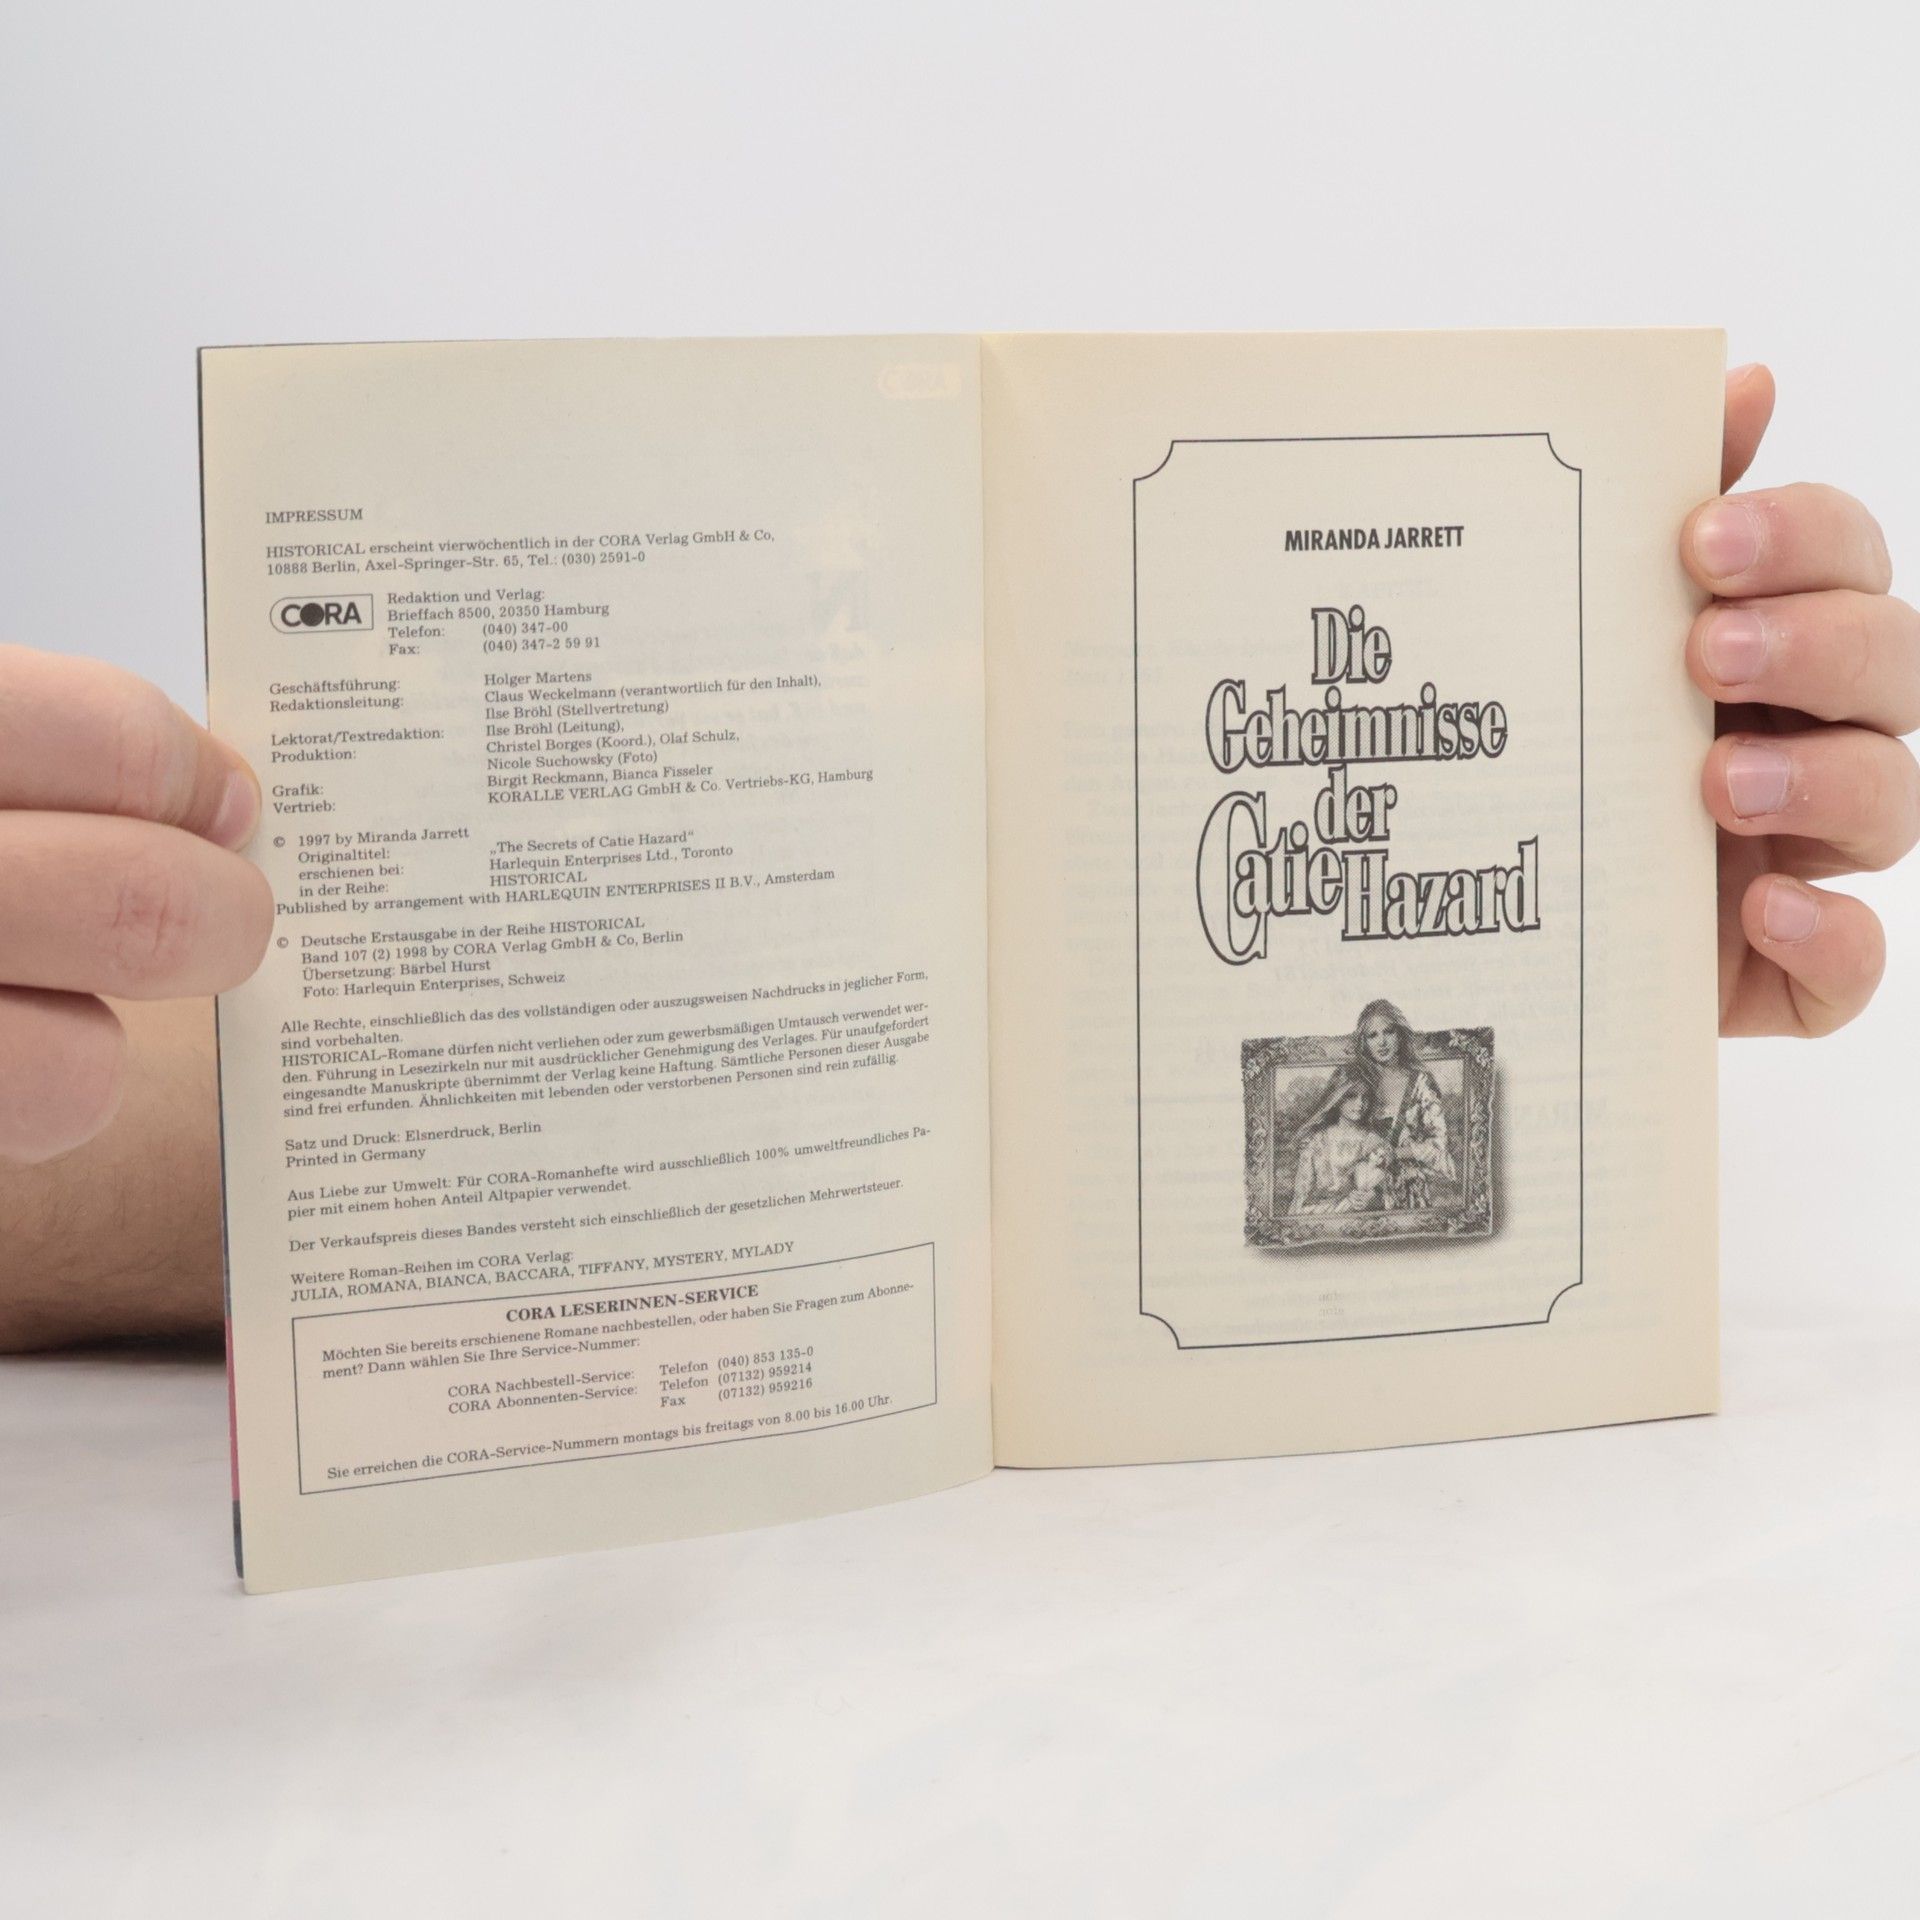 IMPRESSUM
HISTORICAL erscheint vierwöchentlich in der CORA Verlag GmbH & Co,
10888 Berlin, Axel-Springer-Str. 65, Tel.: (030) 2591-0
CORA
Redaktion und Verlag:
Brieffach 8500, 20350 Hamburg
Telefon: (040) 347-00
Fax: (040) 347-2 59 91
Geschäftsführung: Holger Martens
Redaktionsleitung: Claus Weckelmann (verantwortlich für den Inhalt),
Ilse Bröhl (Stellvertretung)
Lektorat/Textredaktion: Ilse Bröhl (Leitung),
Produktion: Christel Borges (Koord.), Olaf Schulz,
Nicole Suchowsky (Foto)
Grafik: Birgit Reckmann, Bianca Fisseler
Vertrieb: KORALLE VERLAG GmbH & Co. Vertriebs-KG, Hamburg
© 1997 by Miranda Jarrett
Originaltitel: „The Secrets of Catie Hazard“
erschienen bei: Harlequin Enterprises Ltd., Toronto
in der Reihe: HISTORICAL
Published by arrangement with HARLEQUIN ENTERPRISES II B.V., Amsterdam
© Deutsche Erstausgabe in der Reihe HISTORICAL
Band 107 (2) 1998 by CORA Verlag GmbH & Co, Berlin
Übersetzung: Bärbel Hurst
Foto: Harlequin Enterprises, Schweiz
Alle Rechte, einschließlich das des vollständigen oder auszugsweisen Nachdrucks in jeglicher Form,
sind vorbehalten.
HISTORICAL-Romane dürfen nicht verliehen oder zum gewerbsmäßigen Umtausch verwendet wer-
den. Führung in Lesezirkeln nur mit ausdrücklicher Genehmigung des Verlages. Für unaufgefordert
eingesandte Manuskripte übernimmt der Verlag keine Haftung. Sämtliche Personen dieser Ausgabe
sind frei erfunden. Ähnlichkeiten mit lebenden oder verstorbenen Personen sind rein zufällig.
Satz und Druck: Elsnerdruck, Berlin
Printed in Germany
Aus Liebe zur Umwelt: Für CORA-Romanhefte wird ausschließlich 100% umweltfreundliches Pa-
pier mit einem hohen Anteil Altpapier verwendet.
Der Verkaufspreis dieses Bandes versteht sich einschließlich der gesetzlichen Mehrwertsteuer.
Weitere Roman-Reihen im CORA Verlag:
JULIA, ROMANA, BIANCA, BACCARA, TIFFANY, MYSTERY, MYLADY
CORA LESERINNEN-SERVICE
Möchten Sie bereits erschienene Romane nachbestellen, oder haben Sie Fragen zum Abonne-
ment? Dann wählen Sie Ihre Service-Nummer:
CORA Nachbestell-Service: Telefon (040) 853 135-0
CORA Abonnenten-Service: Telefon (07132) 959214
Fax (07132) 959216
Sie erreichen die CORA-Service-Nummern montags bis freitags von 8.00 bis 16.00 Uhr.
MIRANDA JARRETT
Die
Geheimnisse
der
Catie Hazard